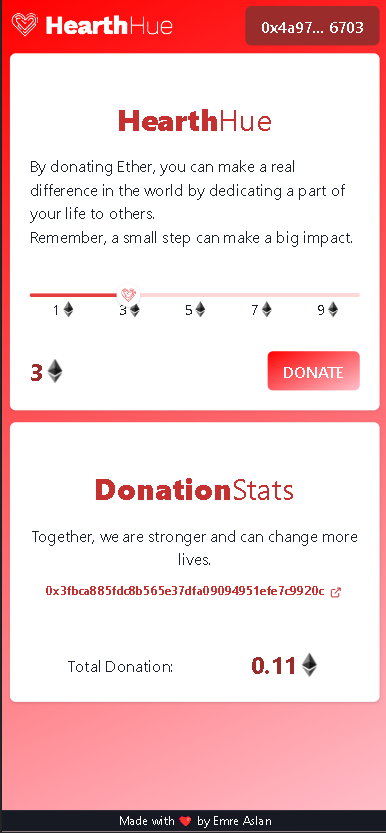 HearthHue
0x4a97... 6703
HearthHue
By donating Ether, you can make a real
difference in the world by dedicating a part of
your life to others.
Remember, a small step can make a big impact.
1 3 5 7 9
3
DONATE
DonationStats
Together, we are stronger and can change more
lives.
0x3fbca885fdc8b565e37dfa09094951efe7c9920c
Total Donation:
0.11
Made with ❤️ by Emre Aslan